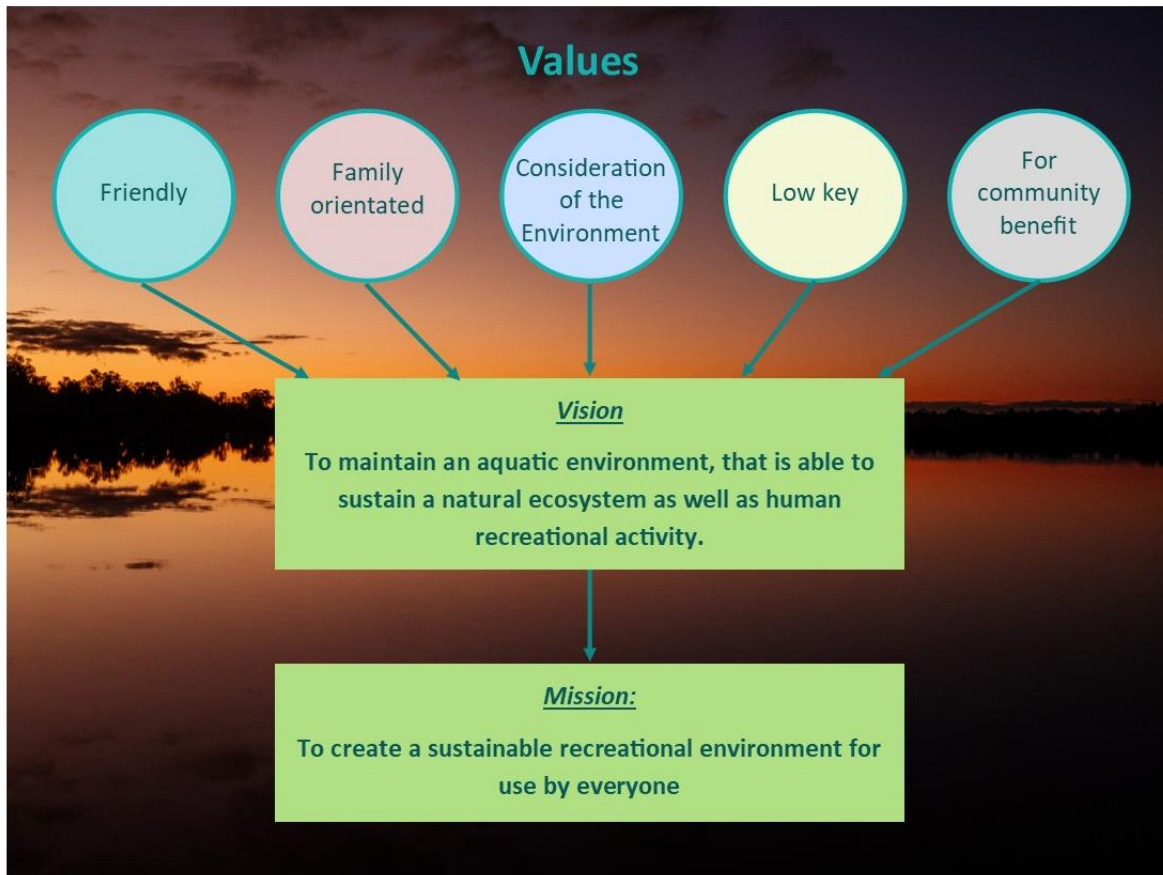 Values
Friendly
Family
orientated
Consideration
of the
Environment
Low key
For
community
benefit
Vision
To maintain an aquatic environment, that is able to
sustain a natural ecosystem as well as human
recreational activity.
Mission:
To create a sustainable recreational environment for
use by everyone